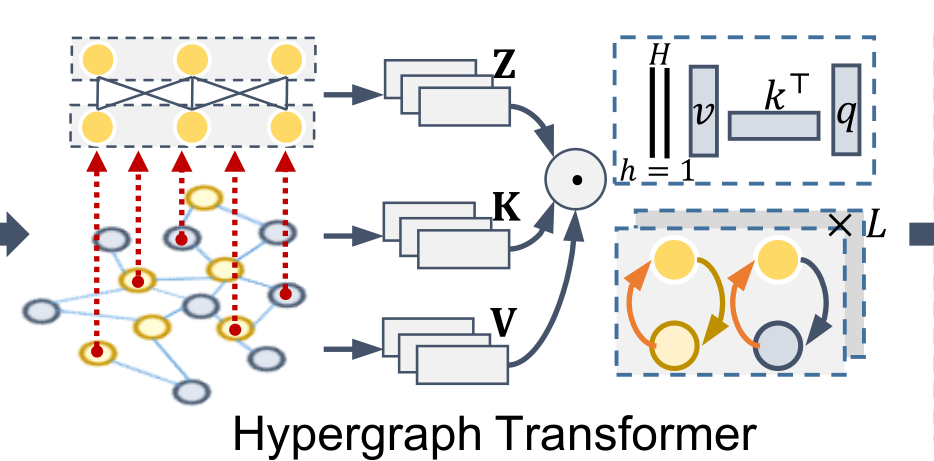 Z
K
V
H
h = 1
v
k⊤
q
× L
Hypergraph Transformer